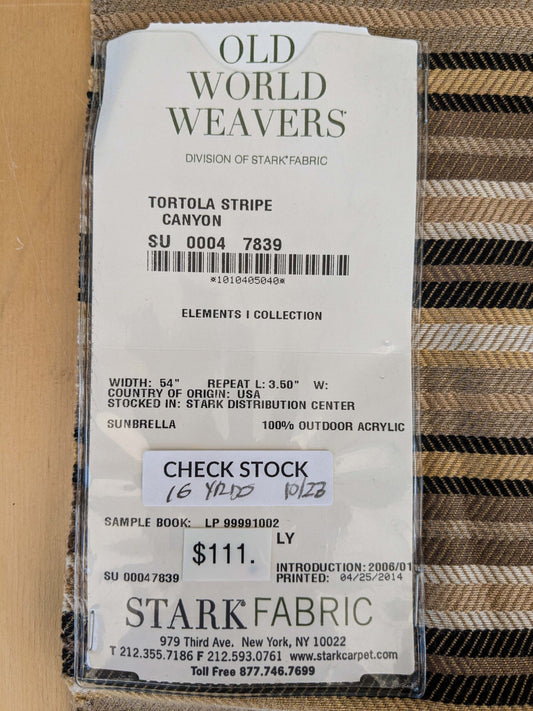 OLD
WORLD
WEAVERS
DIVISION OF STARK FABRIC
TORTOLA STRIPE
CANYON
SU 0004 7839
*1010405040*
ELEMENTS I COLLECTION
WIDTH: 54" REPEAT L: 3.50" W:
COUNTRY OF ORIGIN: USA
STOCKED IN: STARK DISTRIBUTION CENTER
SUNBRELLA 100% OUTDOOR ACRYLIC
CHECK STOCK
16 YRDS 10/23
SAMPLE BOOK: LP 99991002
LY
$111.
INTRODUCTION: 2006/01
SU 00047839 PRINTED: 04/25/2014
STARK FABRIC
979 Third Ave. New York, NY 10022
T 212.355.7186 F 212.593.0761 www.starkcarpet.com
Toll Free 877.746.7699